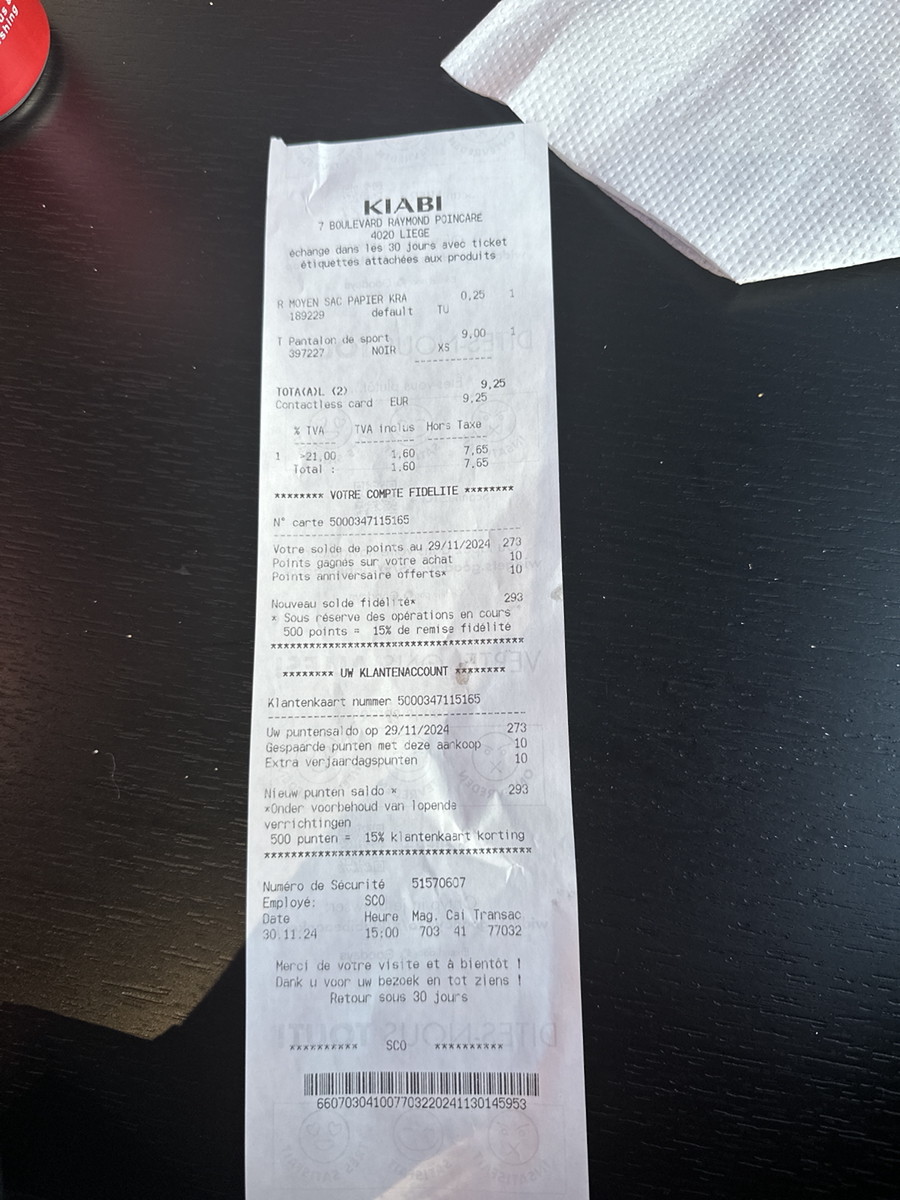 us a
shing
KIABI
7 BOULEVARD RAYMOND POINCARE
4020 LIEGE
échange dans les 30 jours avec ticket
étiquettes attachées aux produits
R MOYEN SAC PAPIER KRA 0,25 1
189229 default TU
T Pantalon de sport 9,00 1
397227 NOIR XS
------------
TOTA(A)L (2) 9,25
Contactless card EUR 9,25
% TVA TVA inclus Hors Taxe
------- ---------- ----------
1 >21,00 1,60 7,65
Total : 1,60 7,65
******** VOTRE COMPTE FIDELITE ********
N° carte 5000347115165
----------------------------------------
Votre solde de points au 29/11/2024 273
Points gagnés sur votre achat 10
Points anniversaire offerts* 10
Nouveau solde fidélité* 293
* Sous réserve des opérations en cours
500 points = 15% de remise fidélité
****************************************
******** UW KLANTENACCOUNT ********
Klantenkaart nummer 5000347115165
----------------------------------------
Uw puntensaldo op 29/11/2024 273
Gespaarde punten met deze aankoop 10
Extra verjaardagspunten 10
Nieuw punten saldo * 293
*Onder voorbehoud van lopende
verrichtingen
500 punten = 15% klantenkaart korting
****************************************
Numéro de Sécurité 51570607
Employé: SCO
Date Heure Mag. Cai Transac
30.11.24 15:00 703 41 77032
Merci de votre visite et à bientôt !
Dank u voor uw bezoek en tot ziens !
Retour sous 30 jours
********** SCO **********
660703041007703220241130145953